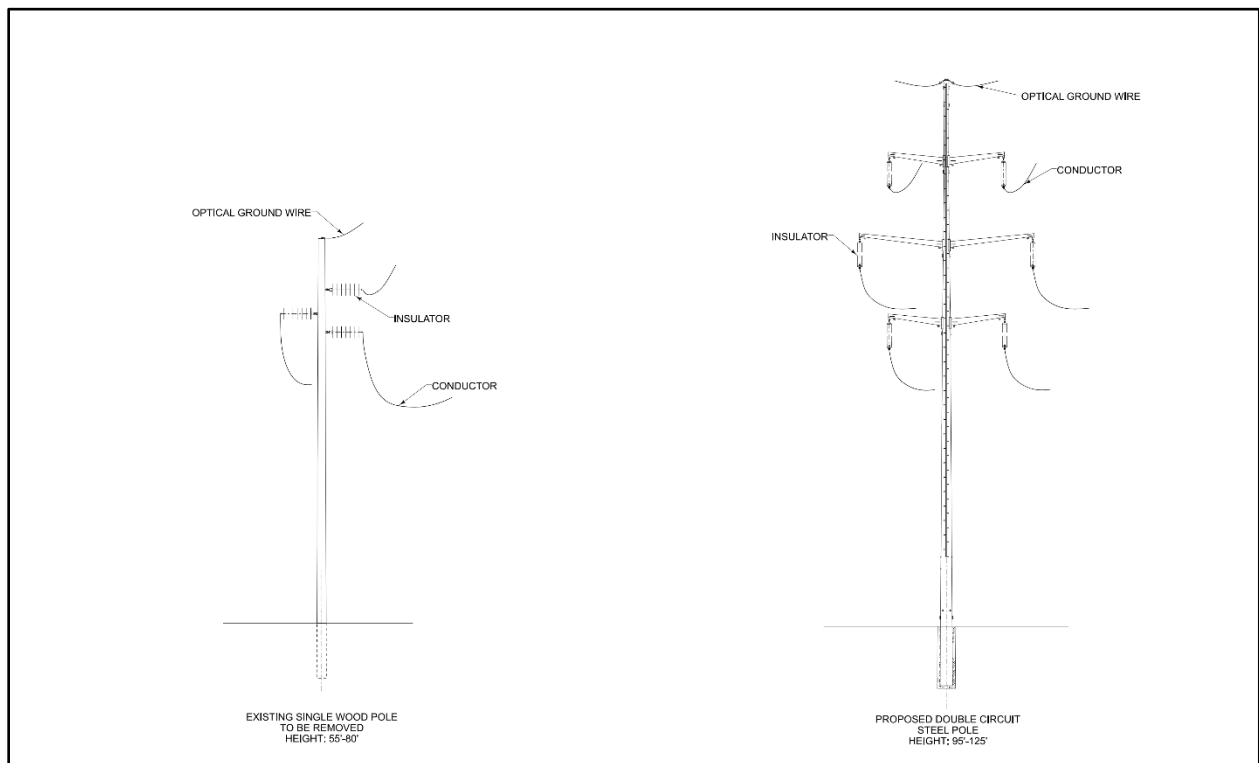 OPTICAL GROUND WIRE
INSULATOR
CONDUCTOR
EXISTING SINGLE WOOD POLE
TO BE REMOVED
HEIGHT: 55'-80'
OPTICAL GROUND WIRE
CONDUCTOR
INSULATOR
PROPOSED DOUBLE CIRCUIT
STEEL POLE
HEIGHT: 95'-125'